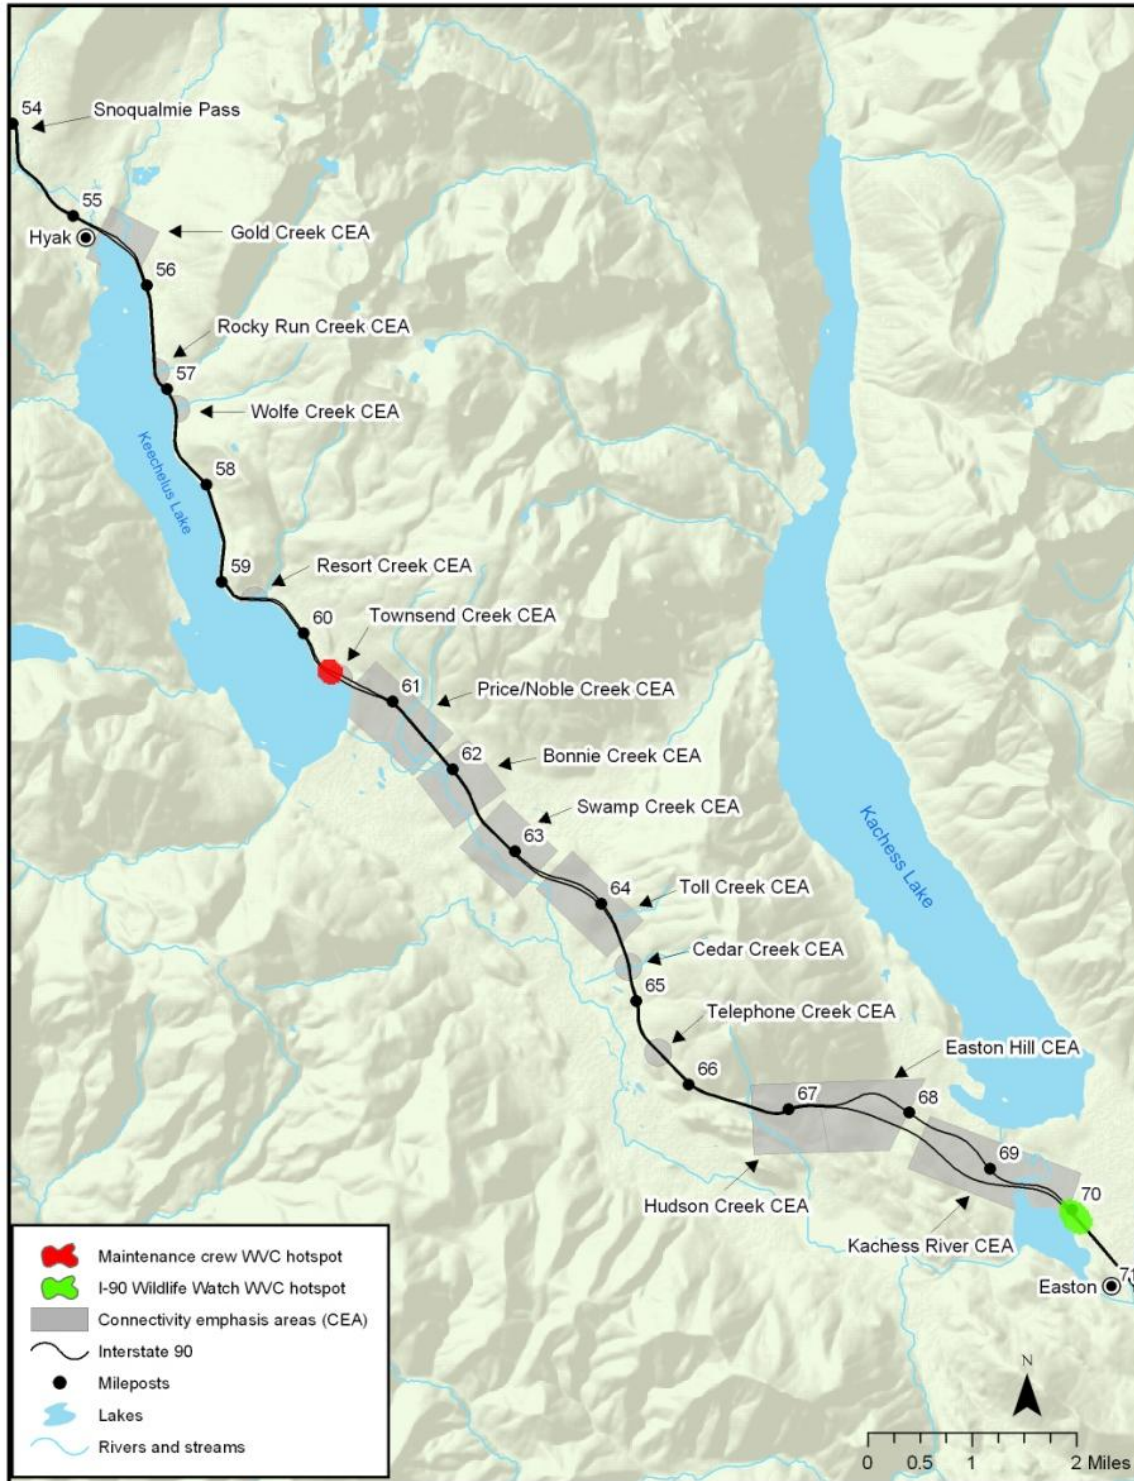 54
Snoqualmie Pass
55
Hyak
Gold Creek CEA
56
Rocky Run Creek CEA
57
Wolfe Creek CEA
Keechelus Lake
58
59
Resort Creek CEA
60
Townsend Creek CEA
61
Price/Noble Creek CEA
62
Bonnie Creek CEA
Swamp Creek CEA
63
Kachess Lake
64
Toll Creek CEA
Cedar Creek CEA
65
Telephone Creek CEA
66
Easton Hill CEA
67
68
69
Hudson Creek CEA
70
Kachess River CEA
71
Easton
Maintenance crew WVC hotspot
I-90 Wildlife Watch WVC hotspot
Connectivity emphasis areas (CEA)
Interstate 90
Mileposts
Lakes
Rivers and streams
N
0 0.5 1 2 Miles